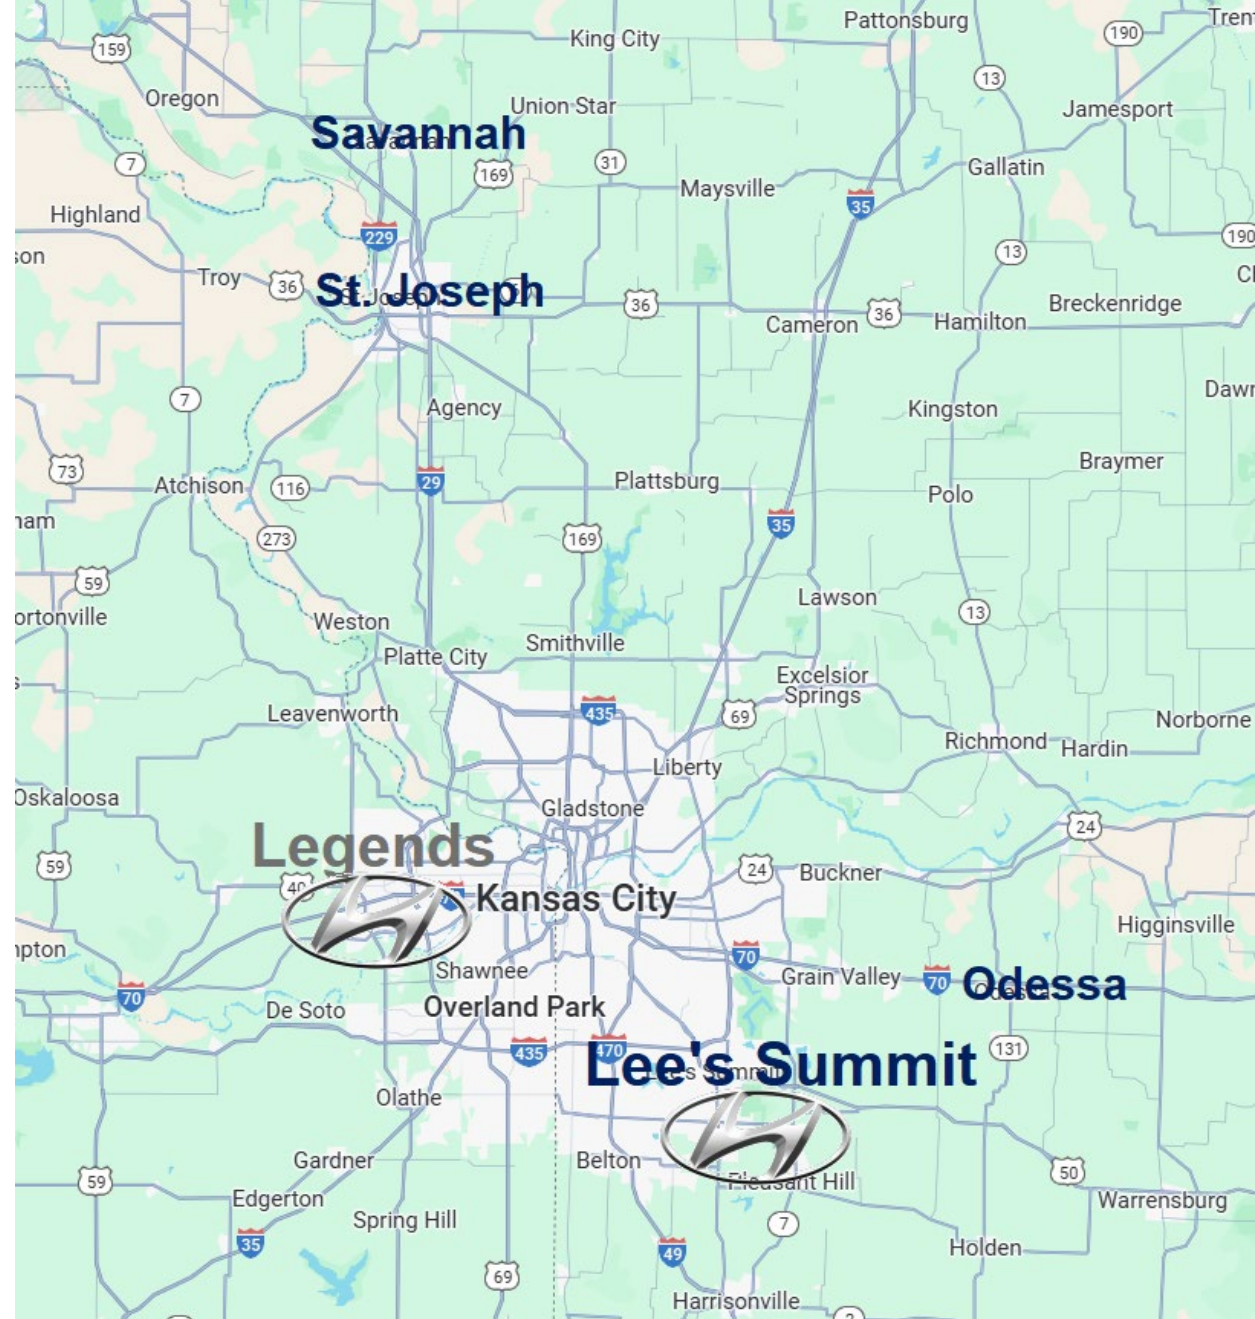 Pattonsburg
190
159
King City
13
Oregon
Union Star
Jamesport
Savannah
7
169
31
Gallatin
Maysville
35
Highland
229
190
13
Troy
36
St. Joseph
36
Breckenridge
Cameron
36
Hamilton
7
Agency
Kingston
73
Atchison
116
29
Plattsburg
Braymer
Polo
35
273
169
59
Lawson
ortonville
Weston
13
Smithville
Platte City
Excelsior
Springs
Leavenworth
435
69
Norborne
Richmond
Hardin
Liberty
Oskaloosa
Gladstone
24
Legends
59
40
24
Buckner
Kansas City
Higginsville
70
Shawnee
70
Grain Valley
70
Odessa
De Soto
Overland Park
435
470
Lee's Summit
131
Olathe
Gardner
Belton
Pleasant Hill
50
59
Edgerton
Warrensburg
Spring Hill
7
35
49
Holden
69
Harrisonville